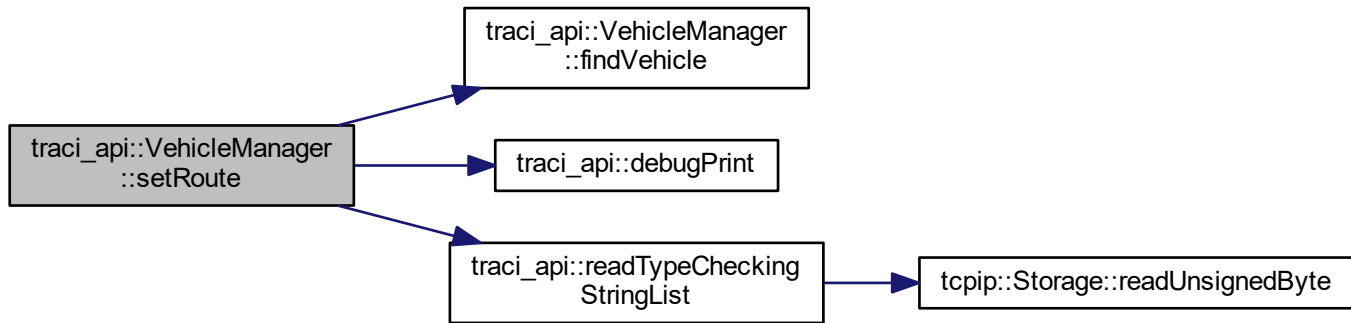 traci_api::VehicleManager
::findVehicle
traci_api::VehicleManager
::setRoute
traci_api::debugPrint
traci_api::readTypeChecking
StringList
tcpip::Storage::readUnsignedByte